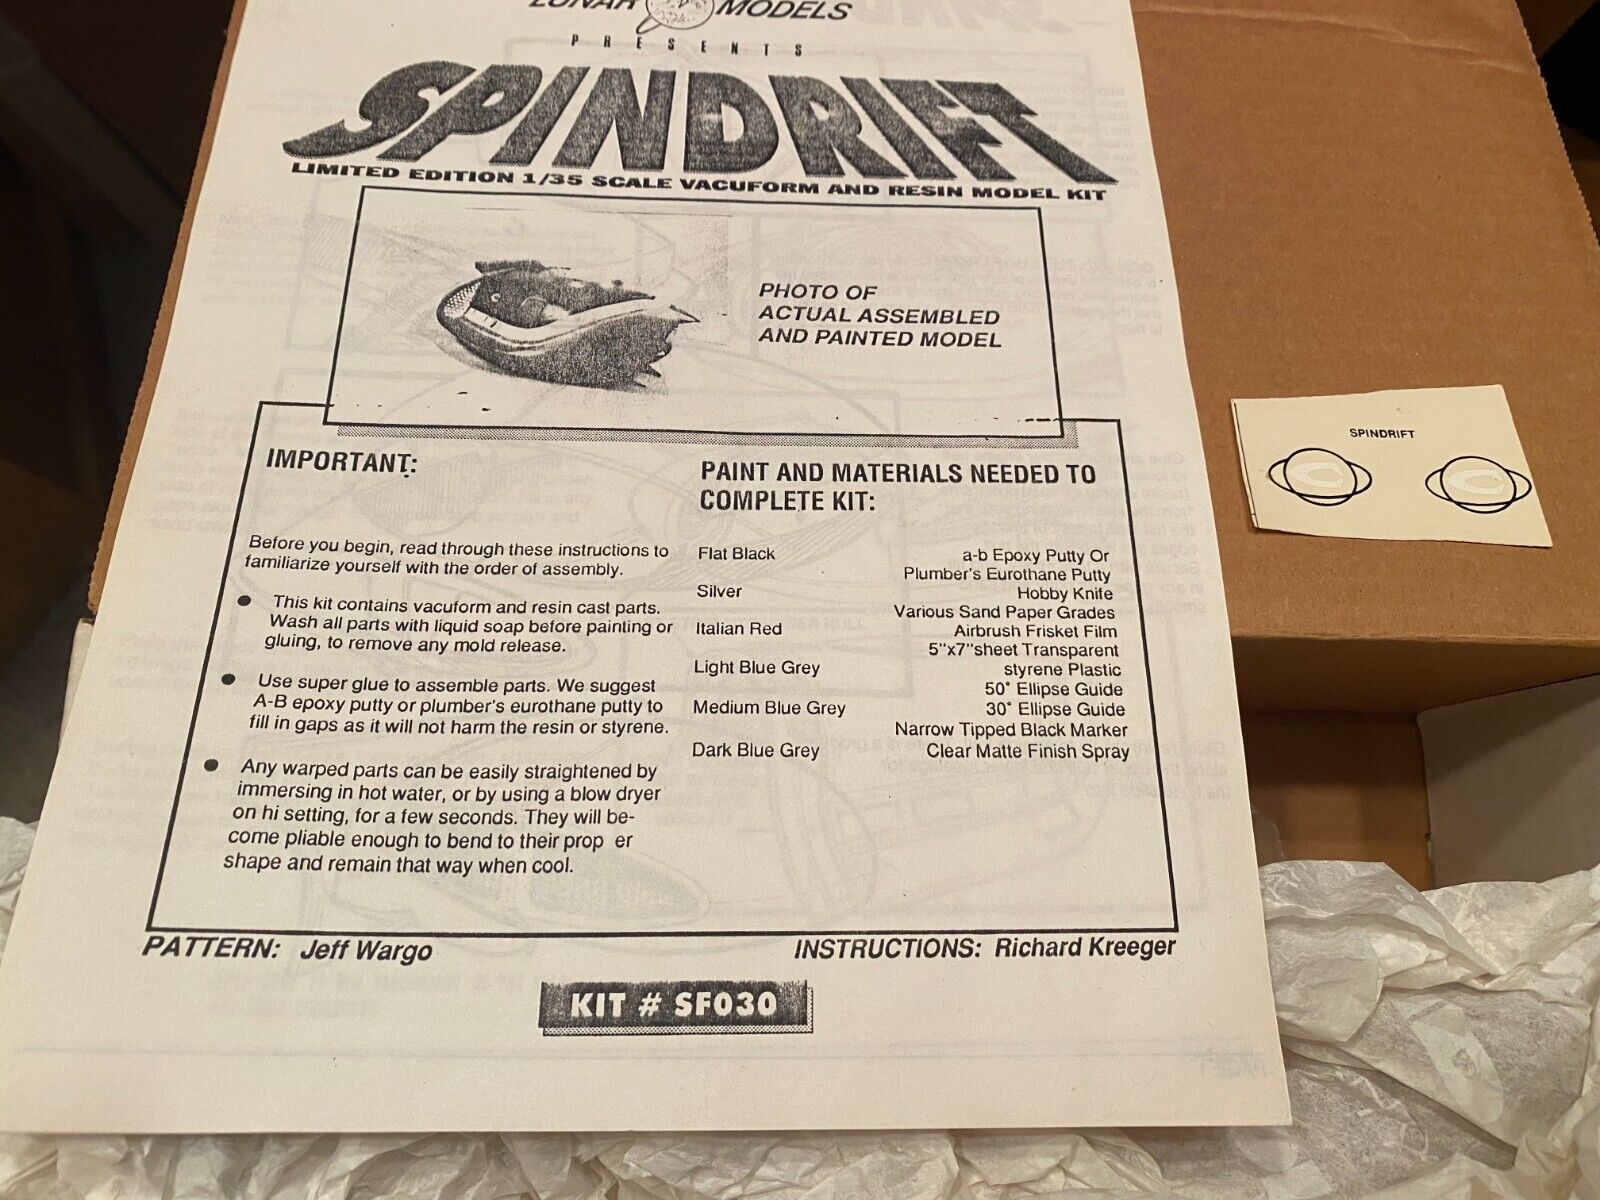 LUNAR MODELS
PRESENTS
SPINDRIFT
LIMITED EDITION 1/35 SCALE VACUFORM AND RESIN MODEL KIT
PHOTO OF
ACTUAL ASSEMBLED
AND PAINTED MODEL
IMPORTANT:
Before you begin, read through these instructions to
familiarize yourself with the order of assembly.
● This kit contains vacuform and resin cast parts.
Wash all parts with liquid soap before painting or
gluing, to remove any mold release.
● Use super glue to assemble parts. We suggest
A-B epoxy putty or plumber's eurothane putty to
fill in gaps as it will not harm the resin or styrene.
● Any warped parts can be easily straightened by
immersing in hot water, or by using a blow dryer
on hi setting, for a few seconds. They will be-
come pliable enough to bend to their prop er
shape and remain that way when cool.
PAINT AND MATERIALS NEEDED TO
COMPLETE KIT:
Flat Black
Silver
Italian Red
Light Blue Grey
Medium Blue Grey
Dark Blue Grey
a-b Epoxy Putty Or
Plumber's Eurothane Putty
Hobby Knife
Various Sand Paper Grades
Airbrush Frisket Film
5"x7"sheet Transparent
styrene Plastic
50° Ellipse Guide
30° Ellipse Guide
Narrow Tipped Black Marker
Clear Matte Finish Spray
PATTERN: Jeff Wargo
INSTRUCTIONS: Richard Kreeger
KIT # SF030
SPINDRIFT